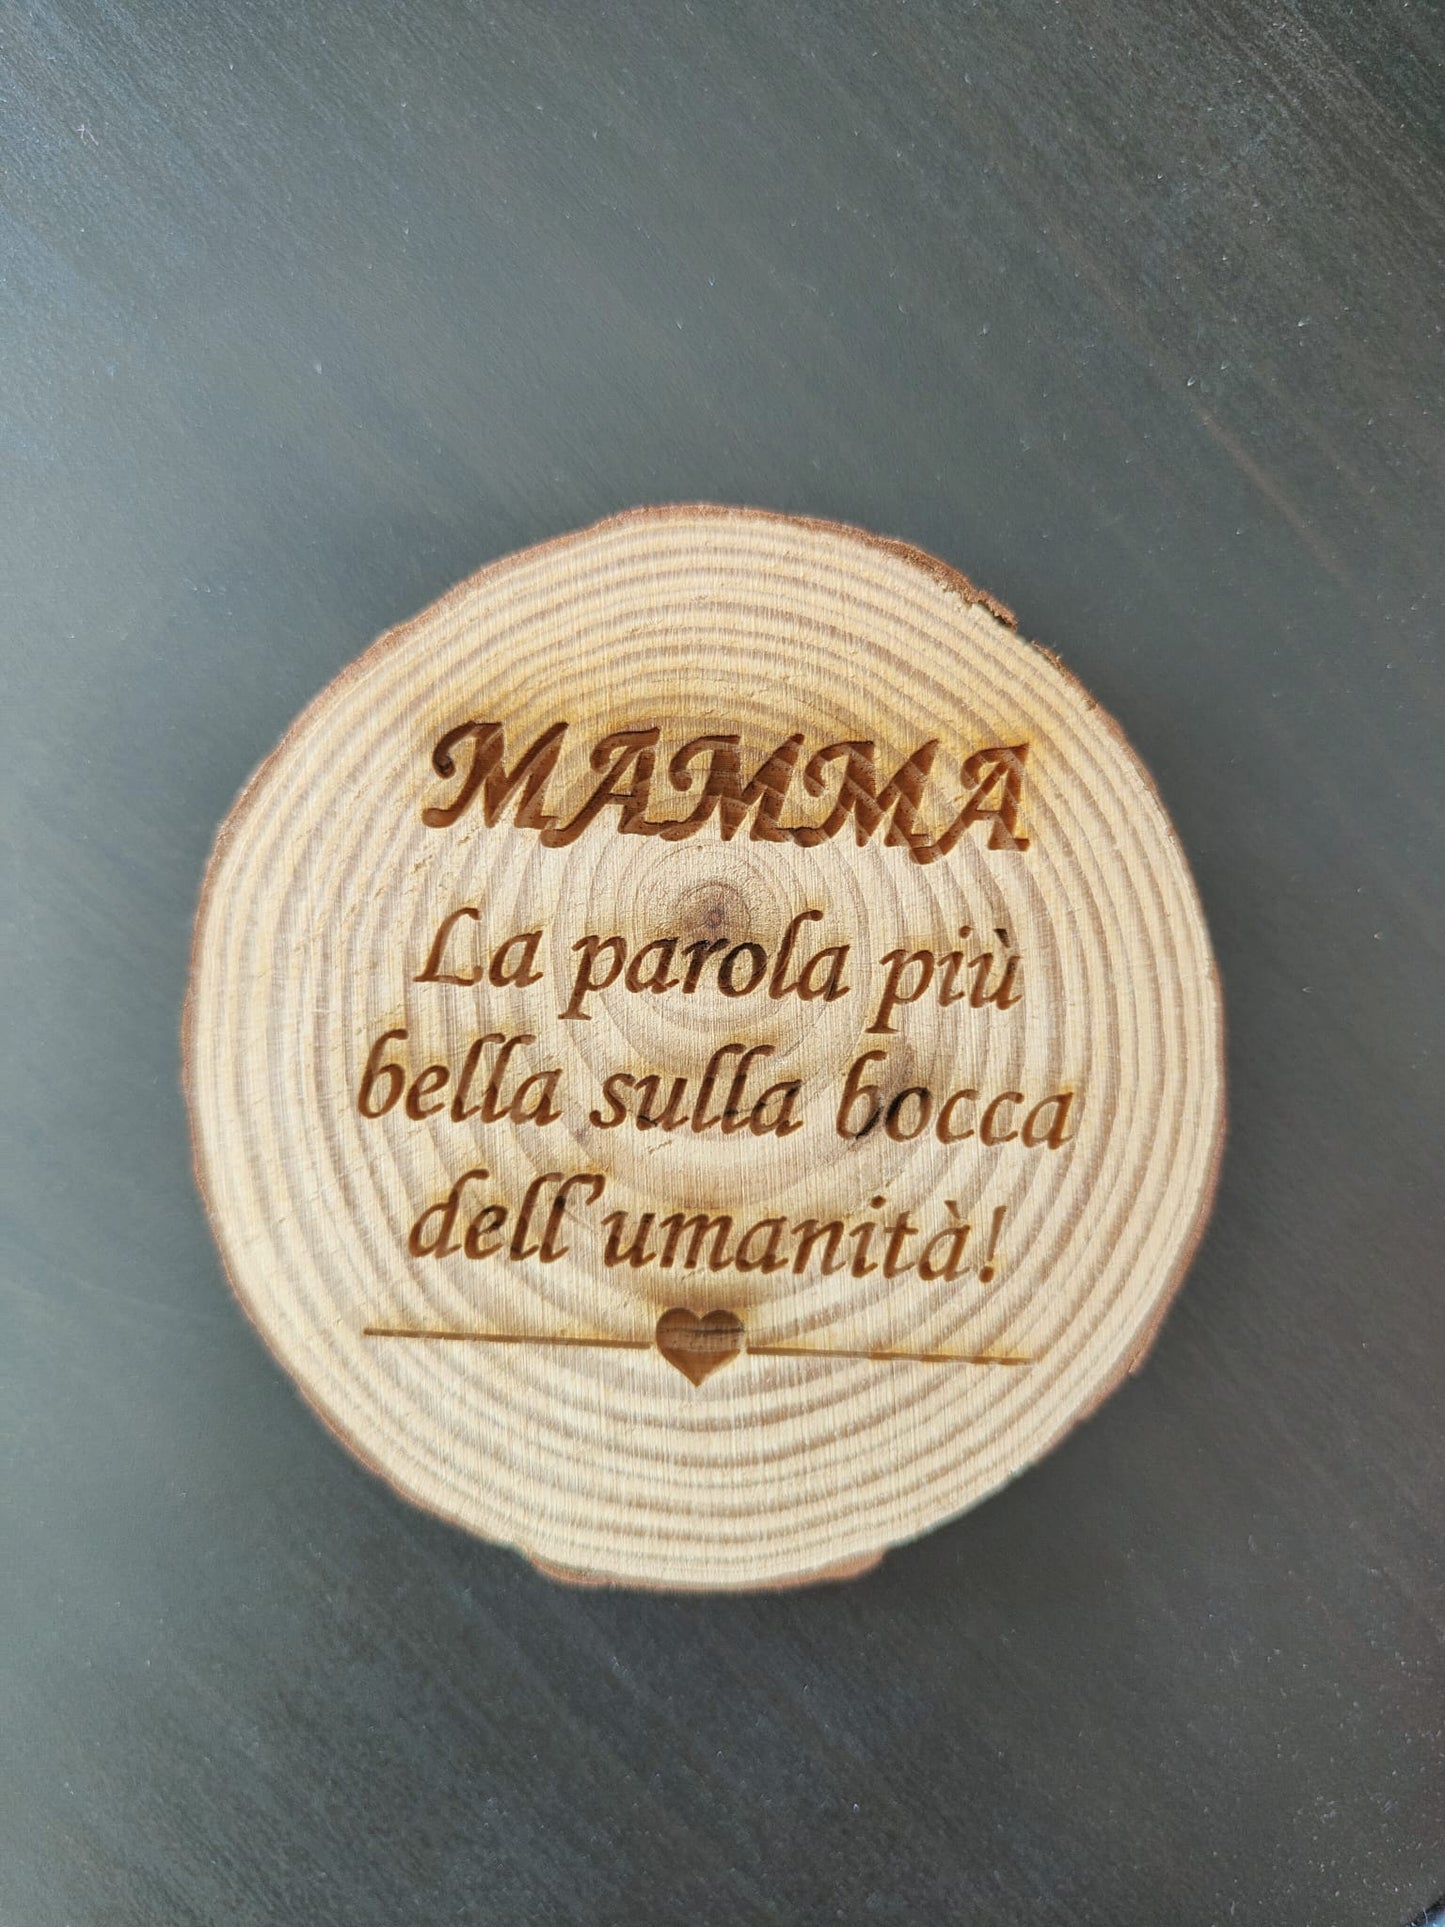 MAMMA
La parola più
bella sulla bocca
dell'umanità!